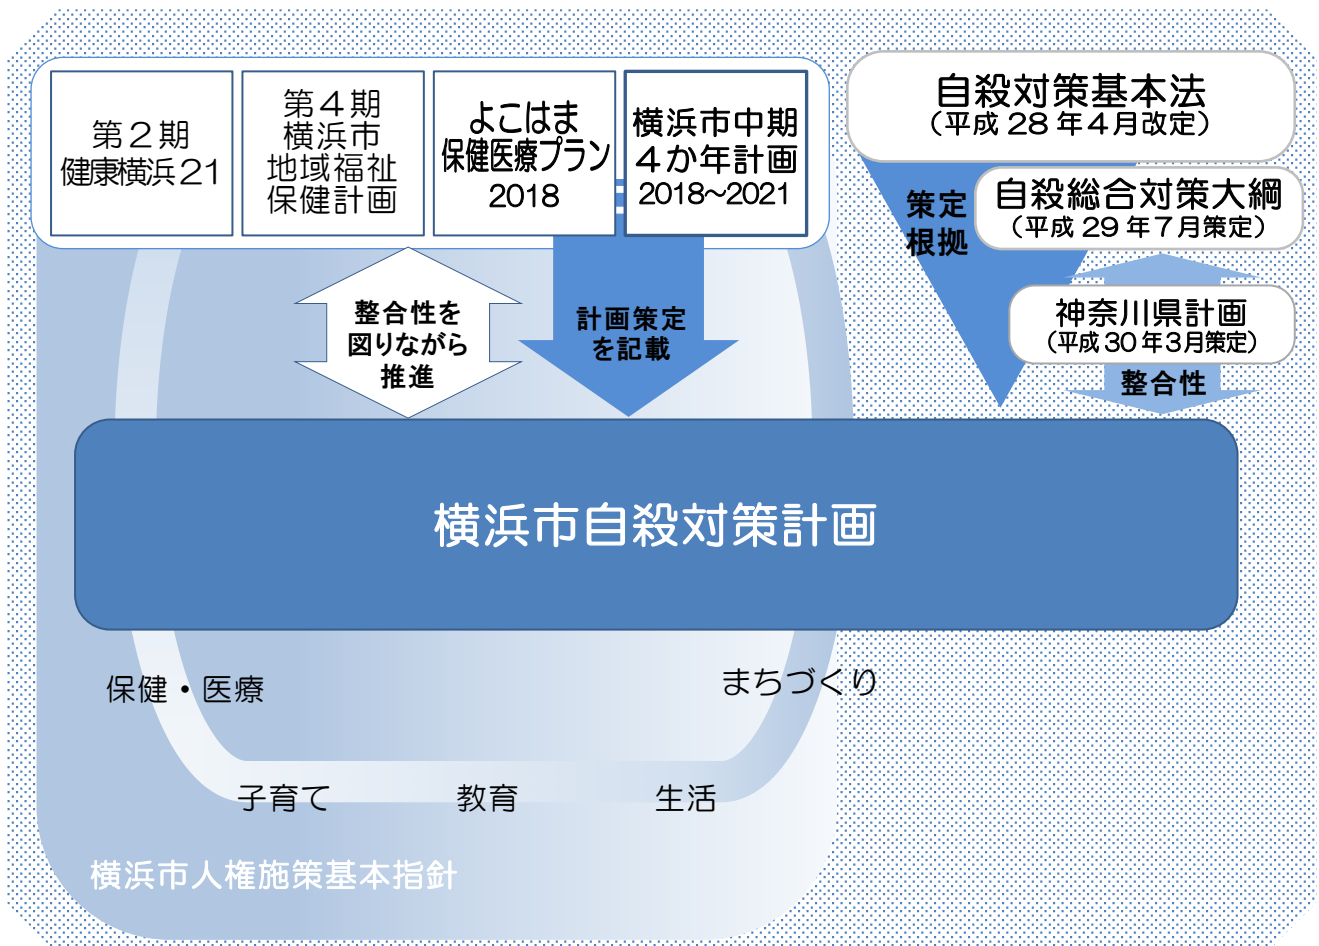 第２期
健康横浜21
第４期
横浜市
地域福祉
保健計画
よこはま
保健医療プラン
2018
横浜市中期
４か年計画
2018～2021
自殺対策基本法
（平成 28 年４月改定）
策定
根拠
自殺総合対策大綱
（平成 29 年７月策定）
神奈川県計画
（平成 30 年３月策定）
整合性
整合性を
図りながら
推進
計画策定
を記載
横浜市自殺対策計画
保健・医療
まちづくり
子育て
教育
生活
横浜市人権施策基本指針